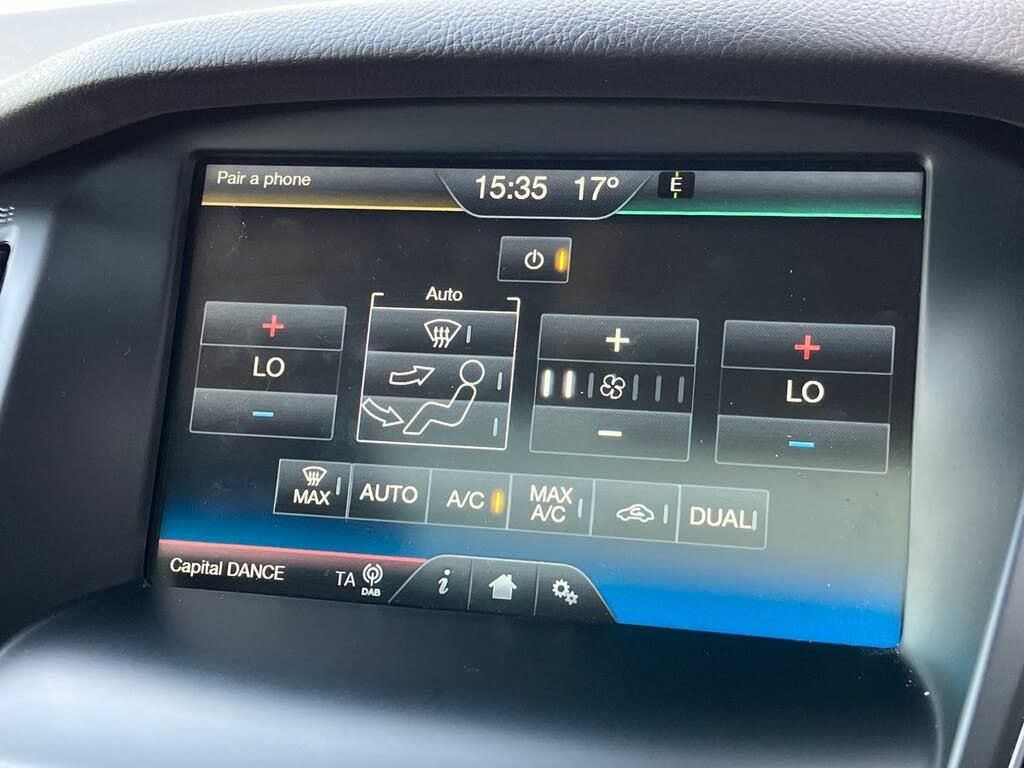 Pair a phone
15:35 17° E
Auto
+
+
+
LO
LO
-
-
-
MAX
AUTO
A/C
MAX
A/C
DUAL
Capital DANCE
TA
DAB
i